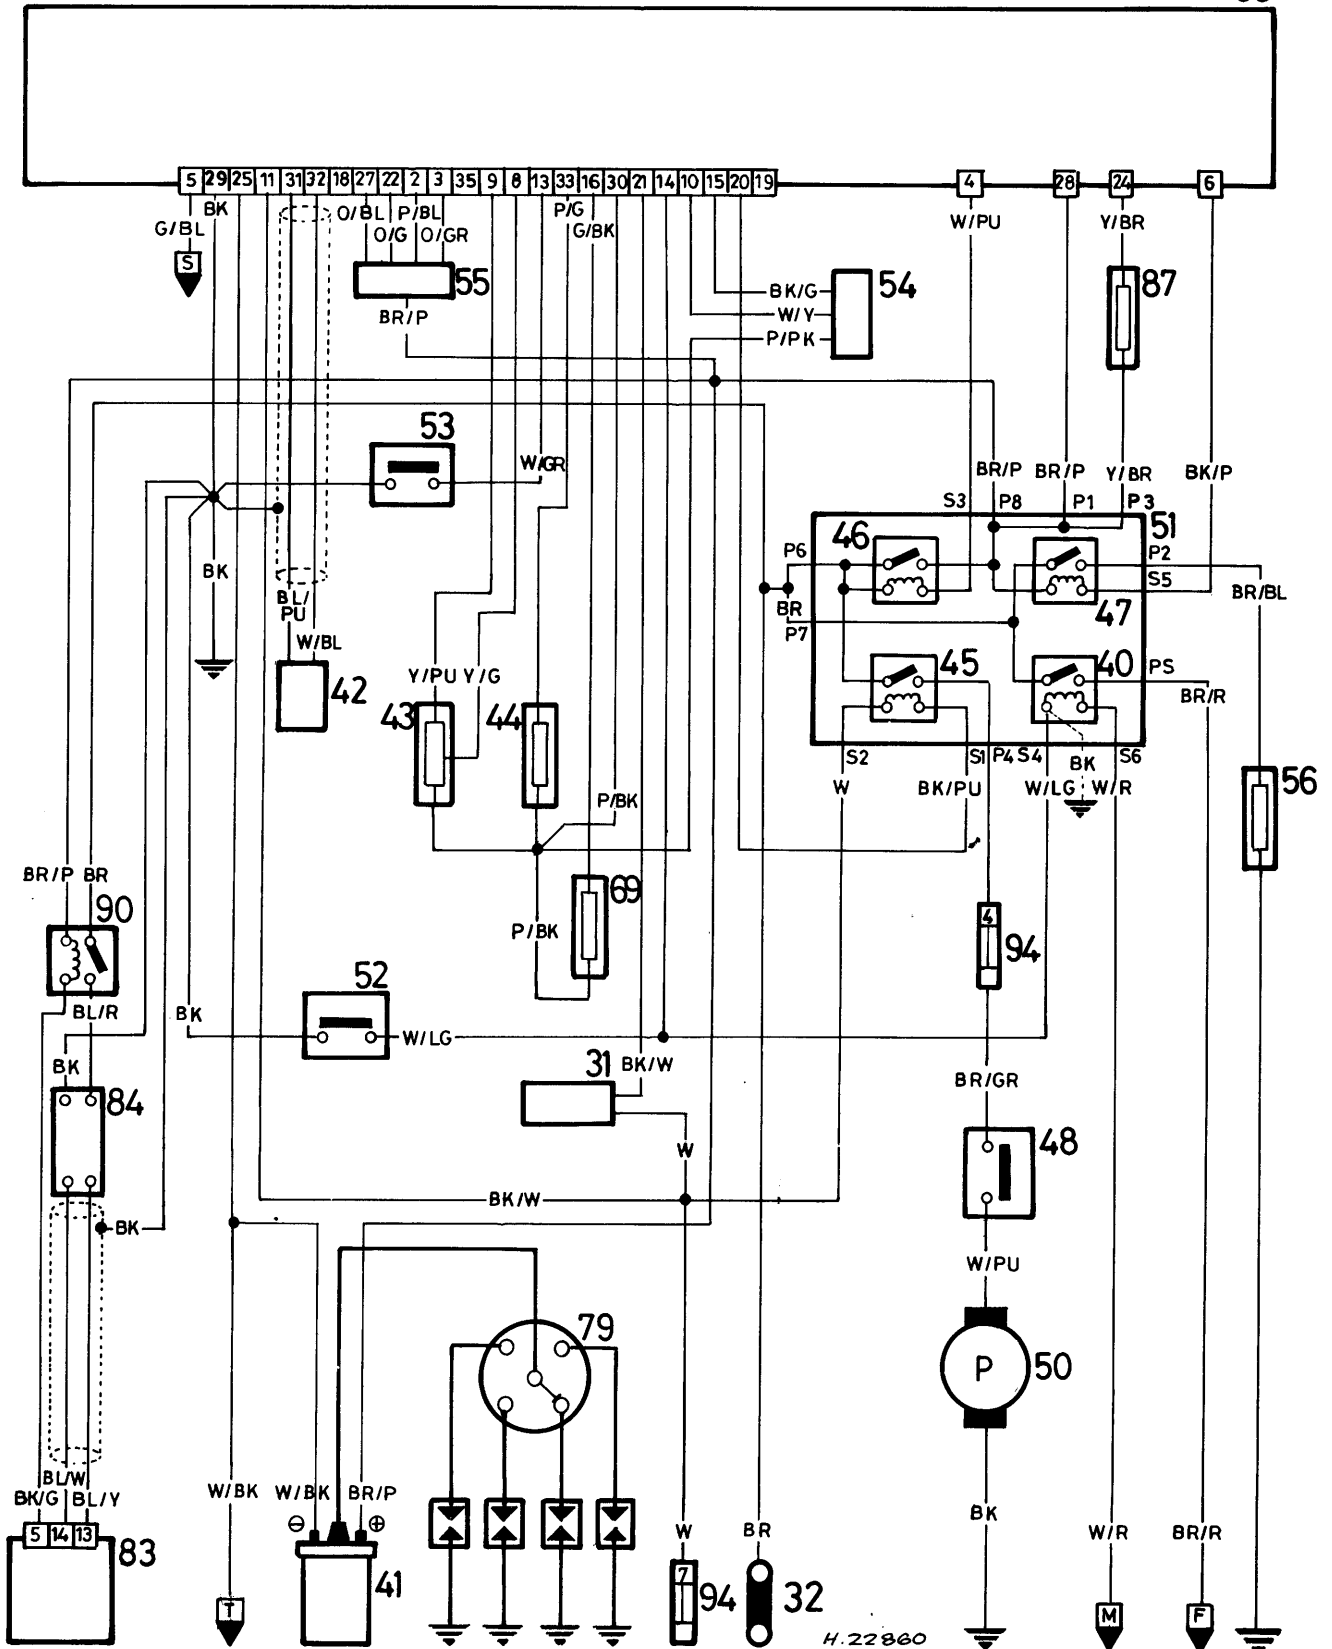 5 29 25 11 31 32 18 27 22 2 3 35 9 8 13 33 16 30 21 14 10 15 20 19 4 28 24 6
G/BL BK O/BL O/G P/BL O/GR P/G G/BK W/PU Y/BR
S
55
BR/P
BK/G 54
W/Y
P/PK
87
53
W/GR
BR/P BR/P Y/BR BK/P
S3 P8 P1 P3
51
46
P6 P2
S5
BR BR/BL
47
P7
BK
BL/
PU
W/BL
42
Y/PU Y/G
45 40 PS
BR/R
43 44
S2 S1 P4 S4 BK S6
W BK/PU W/LG W/R
56
P/BK
BR/P BR
90
69
P/BK
4
94
52
BL/R BK
W/LG
31 BK/W
BK
84
BR/GR
48
W
BK/W
BK
W/PU
79
P 50
BL/W
BK/G BL/Y
W/BK W/BK BR/P
BK
W BR W/R BR/R
5 14 13
83
41
T
7
94
32
M F
H.22860